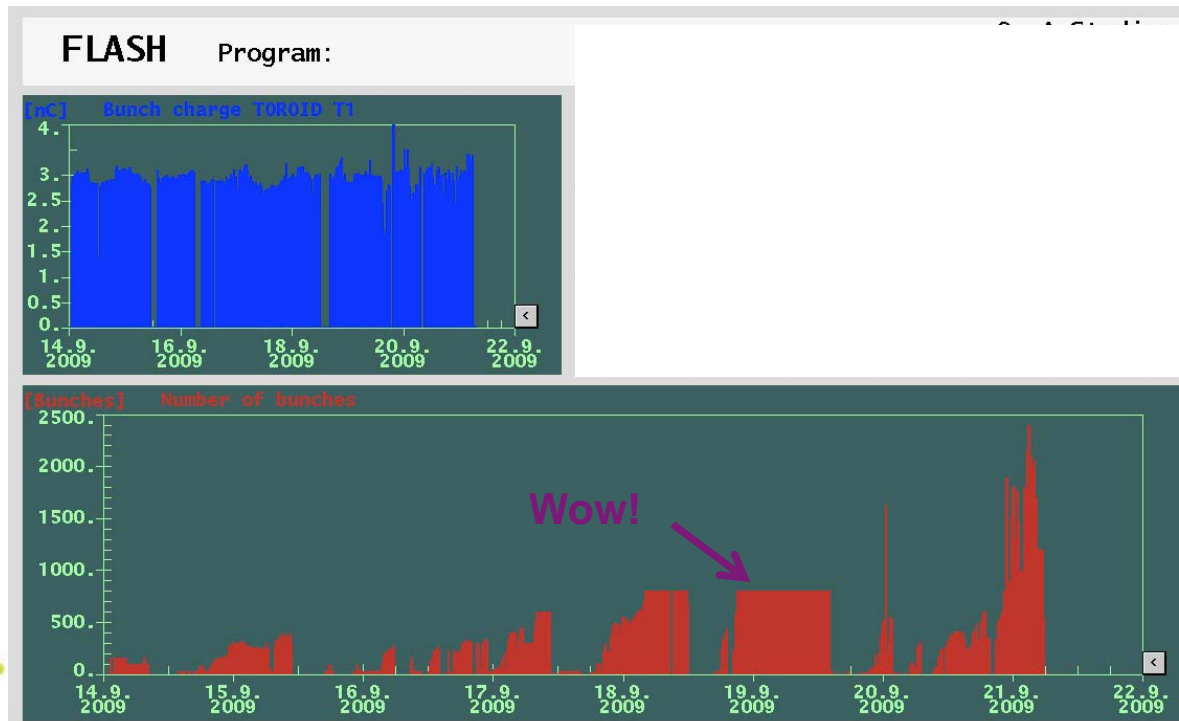 FLASH Program:
[nC] Bunch charge TOROID T1
4.
3.
2.5
2.
1.5
1.
0.5
0.
<
14.9. 16.9. 18.9. 20.9. 22.9.
2009 2009 2009 2009 2009
[Bunches] Number of bunches
2500.
2000.
1500.
Wow!
1000.
500.
0.
<
14.9. 15.9. 16.9. 17.9. 18.9. 19.9. 20.9. 21.9. 22.9.
2009 2009 2009 2009 2009 2009 2009 2009 2009